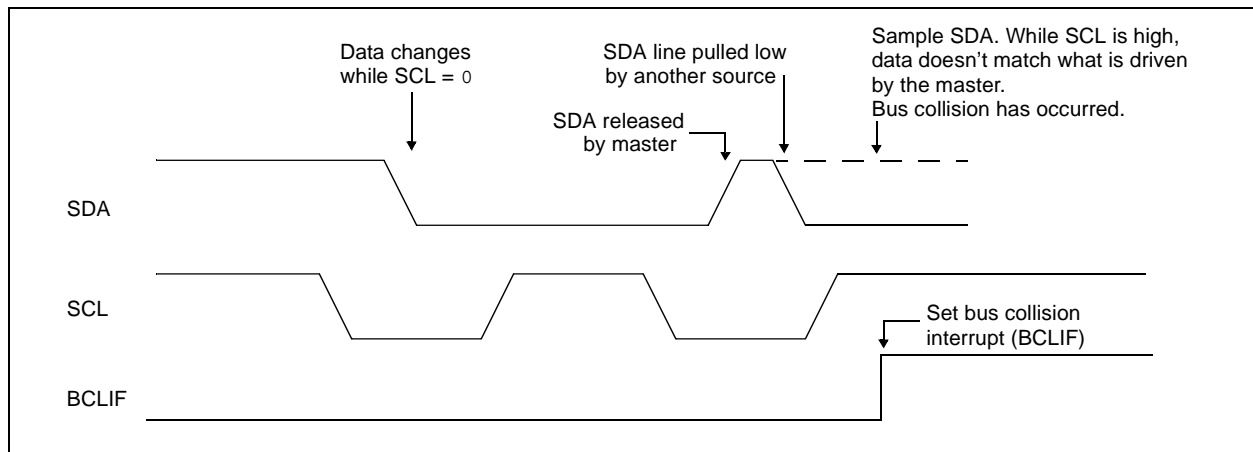 Data changes
while SCL = 0
SDA line pulled low
by another source
Sample SDA. While SCL is high,
data doesn't match what is driven
by the master.
Bus collision has occurred.
SDA released
by master
SDA
SCL
Set bus collision
interrupt (BCLIF)
BCLIF